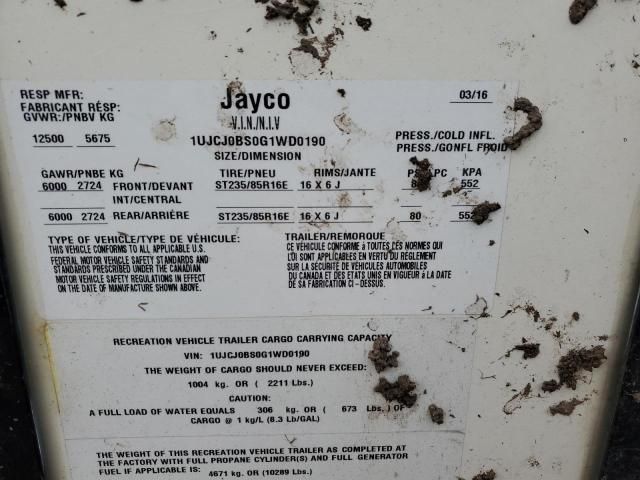 RESP MFR: Jayco 03/16
FABRICANT RÉSP:
GVWR:/PNBV KG V.I.N./N.I.V
12500 5675 1UJCJ0BS0G1WD0190 PRESS./COLD INFL.
SIZE/DIMENSION PRESS./GONFL FROID
GAWR/PNBE KG TIRE/PNEU RIMS/JANTE KPA
6000 2724 FRONT/DEVANT ST235/85R16E 16 X 6 J 552
INT/CENTRAL
6000 2724 REAR/ARRIÈRE ST235/85R16E 16 X 6 J 80 552
TYPE OF VEHICLE/TYPE DE VÉHICULE: TRAILER/REMORQUE
THIS VEHICLE CONFORMS TO ALL APPLICABLE U.S. CE VÉHICULE CONFORME à TOUTES LES NORMES QUI
FEDERAL MOTOR VEHICLE SAFETY STANDARDS AND LUI SONT APPLICABLES EN VERTU DU RÈGLEMENT
STANDARDS PRESCRIBED UNDER THE CANADIAN SUR LA SECURITÉ DE VÉHICULES AUTOMOBILES
MOTOR VEHICLE SAFETY REGULATIONS IN EFFECT DU CANADA ET DES ÉTATS UNIS EN VIGUEUR à LA DATE
ON THE DATE OF MANUFACTURE SHOWN ABOVE. DE SA FABRICATION CI-DESSUS.
RECREATION VEHICLE TRAILER CARGO CARRYING CAPACITY
VIN: 1UJCJ0BS0G1WD0190
THE WEIGHT OF CARGO SHOULD NEVER EXCEED:
1004 kg. OR ( 2211 Lbs.)
CAUTION:
A FULL LOAD OF WATER EQUALS 306 kg. OR ( 673 Lbs.) OF
CARGO @ 1 kg/L (8.3 Lb/GAL)
THE WEIGHT OF THIS RECREATION VEHICLE TRAILER AS COMPLETED AT
THE FACTORY WITH FULL PROPANE CYLINDER(S) AND FULL GENERATOR
FUEL IF APPLICABLE IS: 4671 kg. OR (10289 Lbs.)